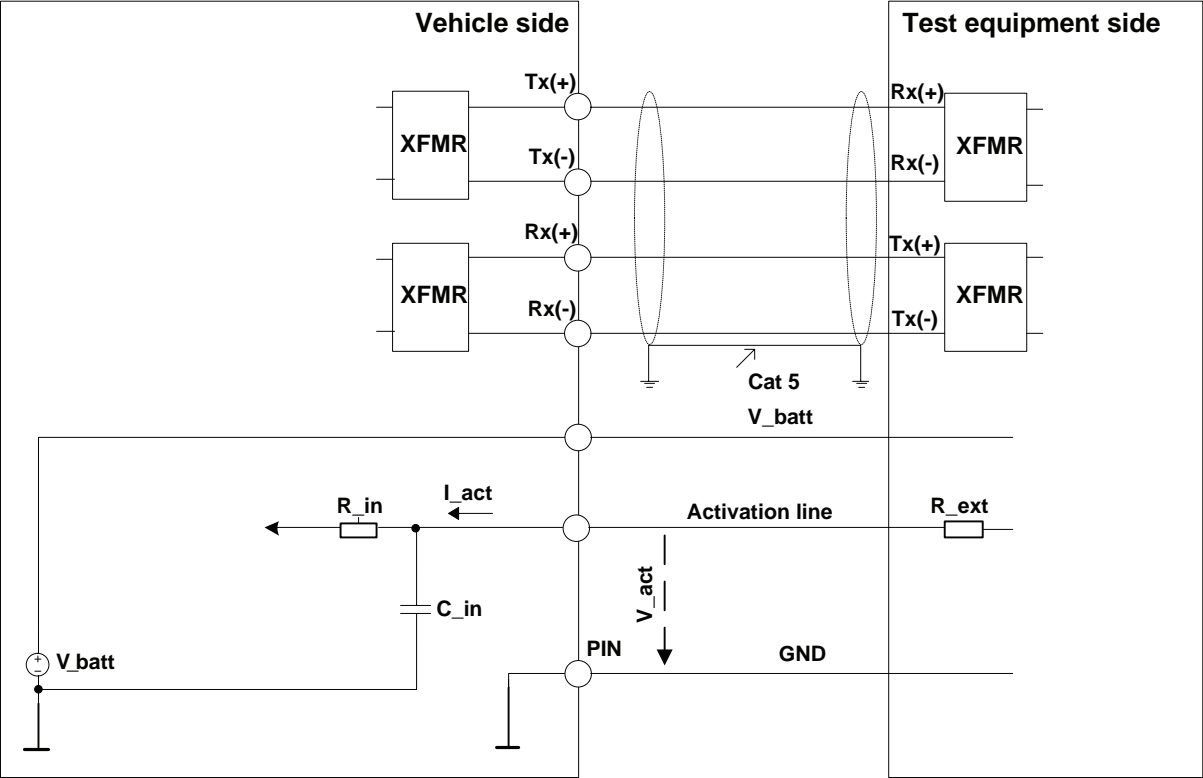 Vehicle side
Test equipment side
Tx(+)
Rx(+)
XFMR
XFMR
Tx(-)
Rx(-)
Rx(+)
Tx(+)
XFMR
XFMR
Rx(-)
Tx(-)
Cat 5
V_batt
I_act
R_in
Activation line
R_ext
V_act
C_in
PIN
GND
V_batt